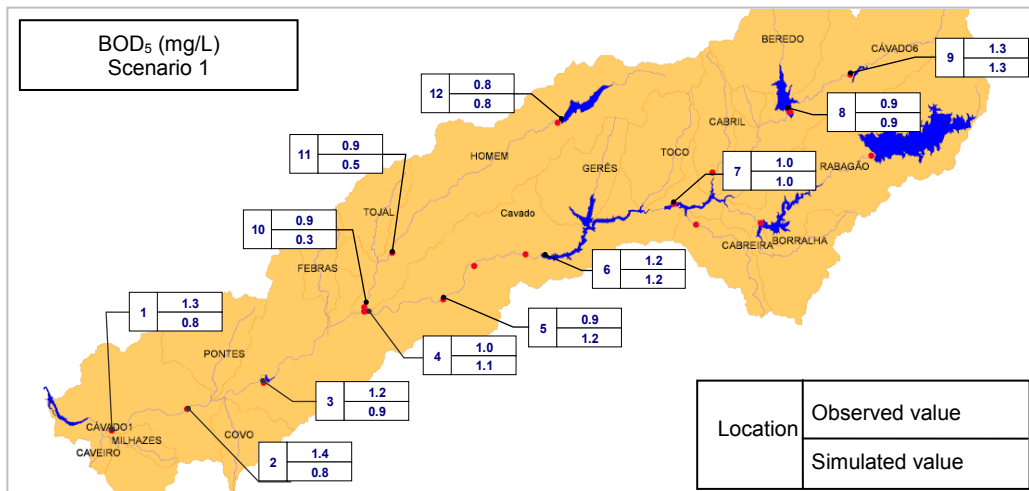 BOD₅ (mg/L)
Scenario 1
BEREDO
CÁVADO6
9
1.3
1.3
12
0.8
0.8
8
0.9
0.9
CABRIL
11
0.9
0.5
HOMEM
TOCO
7
1.0
1.0
RABAGÃO
GERÊS
10
0.9
0.3
TOJAL
Cavado
CABREIRA
BORRALHA
FEBRAS
6
1.2
1.2
1
1.3
0.8
5
0.9
1.2
4
1.0
1.1
PONTES
3
1.2
0.9
CÁVADO1
MILHAZES
CAVEIRO
COVO
2
1.4
0.8
Location
Observed value
Simulated value